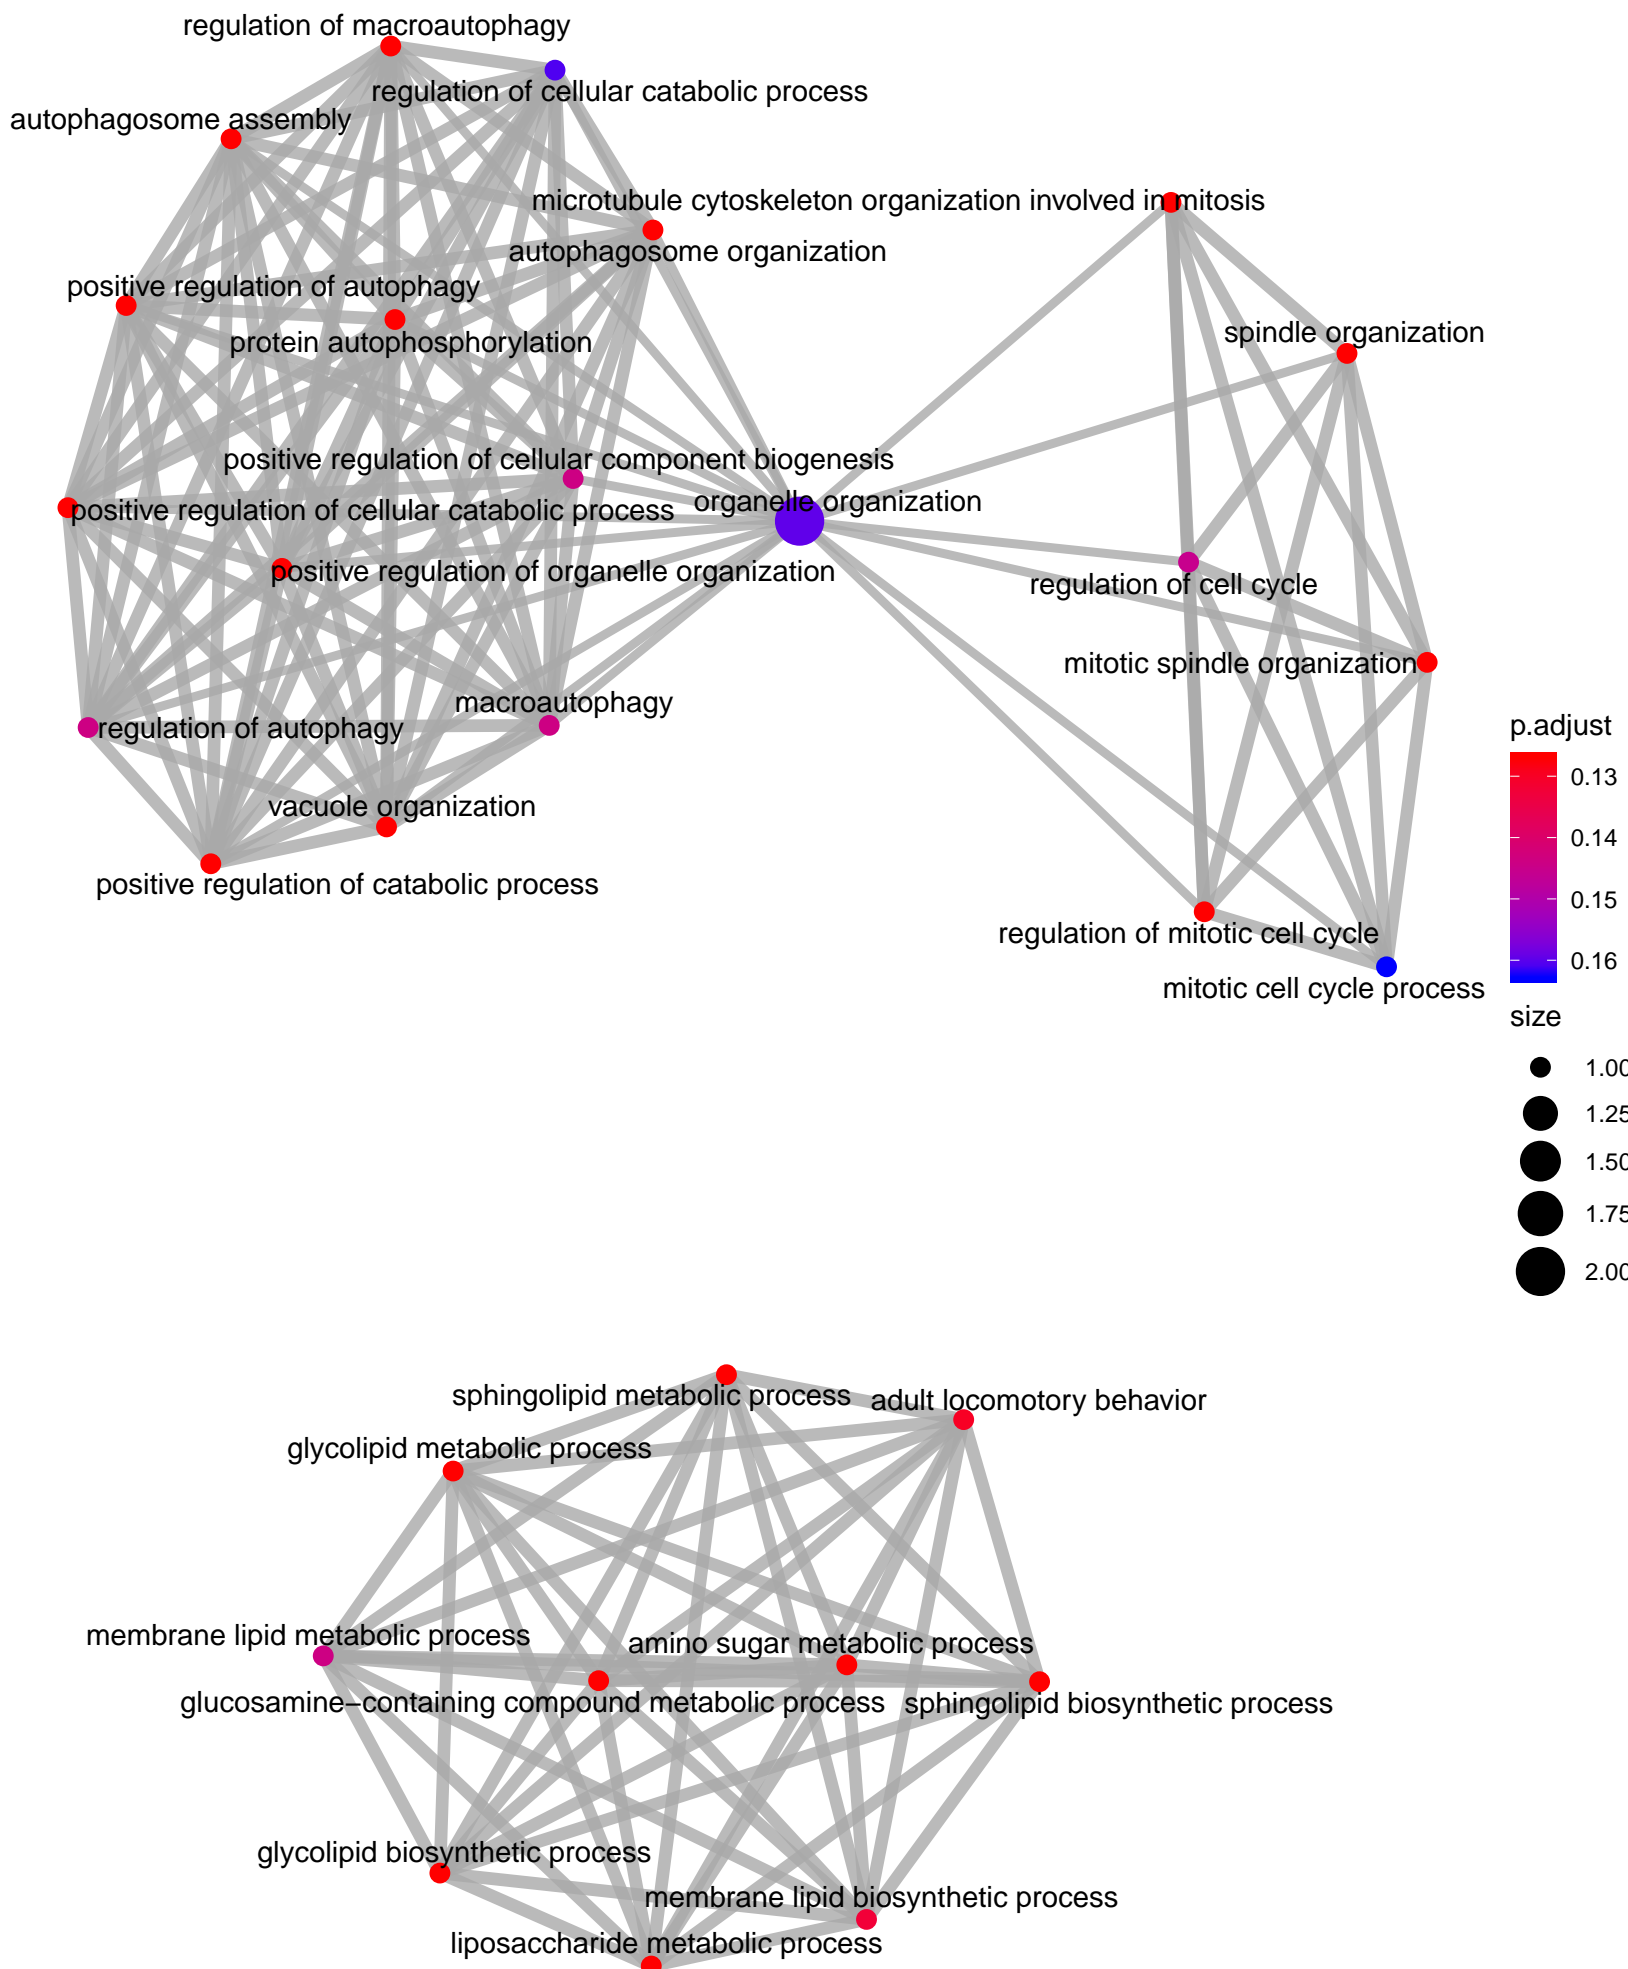 regulation of macroautophagy
regulation of cellular catabolic process
autophagosome assembly
microtubule cytoskeleton organization involved in mitosis
autophagosome organization
positive regulation of autophagy
protein autophosphorylation
spindle organization
positive regulation of cellular component biogenesis
organelle organization
positive regulation of cellular catabolic process
positive regulation of organelle organization
regulation of cell cycle
mitotic spindle organization
macroautophagy
regulation of autophagy
vacuole organization
positive regulation of catabolic process
regulation of mitotic cell cycle
mitotic cell cycle process
p.adjust
0.13
0.14
0.15
0.16
size
1.00
1.25
1.50
1.75
2.00
sphingolipid metabolic process
adult locomotory behavior
glycolipid metabolic process
membrane lipid metabolic process
amino sugar metabolic process
glucosamine−containing compound metabolic process
sphingolipid biosynthetic process
glycolipid biosynthetic process
membrane lipid biosynthetic process
liposaccharide metabolic process